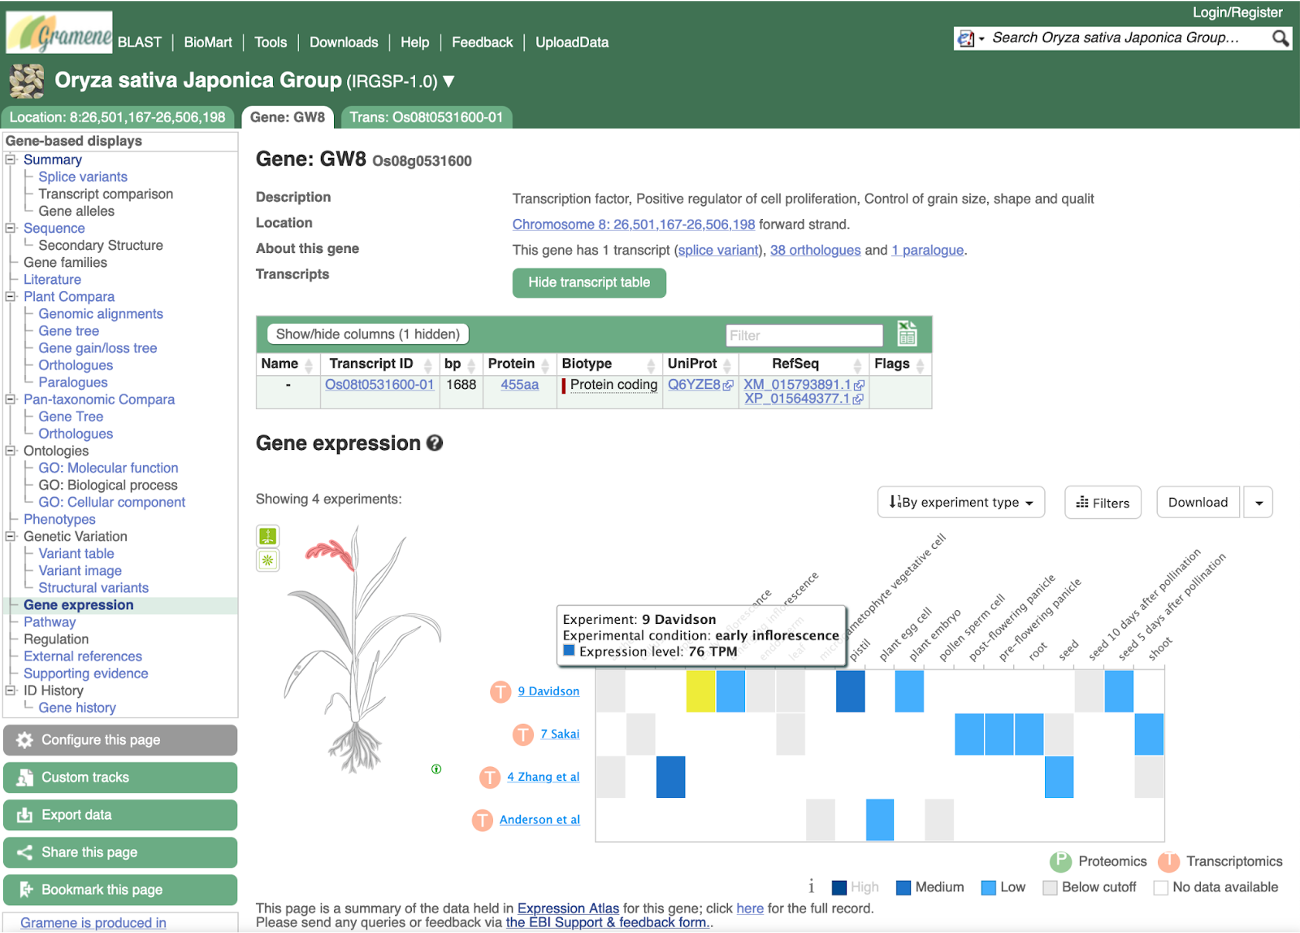 Login/Register
Gramene
BLAST | BioMart | Tools | Downloads | Help | Feedback | UploadData
Search Oryza sativa Japonica Group...
Oryza sativa Japonica Group (IRGSP-1.0) ▼
Location: 8:26,501,167-26,506,198
Gene: GW8
Trans: Os08t0531600-01
Gene-based displays
Summary
Splice variants
Transcript comparison
Gene alleles
Sequence
Secondary Structure
Gene families
Literature
Plant Compara
Genomic alignments
Gene tree
Gene gain/loss tree
Orthologues
Paralogues
Pan-taxonomic Compara
Gene Tree
Orthologues
Ontologies
GO: Molecular function
GO: Biological process
GO: Cellular component
Phenotypes
Genetic Variation
Variant table
Variant image
Structural variants
Gene expression
Pathway
Regulation
External references
Supporting evidence
ID History
Gene history
Configure this page
Custom tracks
Export data
Share this page
Bookmark this page
Gramene is produced in
Gene: GW8 Os08g0531600
Description Transcription factor, Positive regulator of cell proliferation, Control of grain size, shape and qualit
Location Chromosome 8: 26,501,167-26,506,198 forward strand.
About this gene This gene has 1 transcript (splice variant), 38 orthologues and 1 paralogue.
Transcripts Hide transcript table
Show/hide columns (1 hidden) Filter
Name Transcript ID bp Protein Biotype UniProt RefSeq Flags
- Os08t0531600-01 1688 455aa Protein coding Q6YZE8 XM_015793891.1
XP_015649377.1
Gene expression ?
Showing 4 experiments:
By experiment type Filters Download
microgametophyte vegetative cell
pistil
plant egg cell
plant embryo
pollen sperm cell
post-flowering panicle
pre-flowering panicle
root
seed
seed 10 days after pollination
seed 5 days after pollination
shoot
Experiment: 9 Davidson
Experimental condition: early inflorescence
Expression level: 76 TPM
T 9 Davidson
T 7 Sakai
T 4 Zhang et al
T Anderson et al
P Proteomics T Transcriptomics
i High Medium Low Below cutoff No data available
This page is a summary of the data held in Expression Atlas for this gene; click here for the full record.
Please send any queries or feedback via the EBI Support & feedback form..